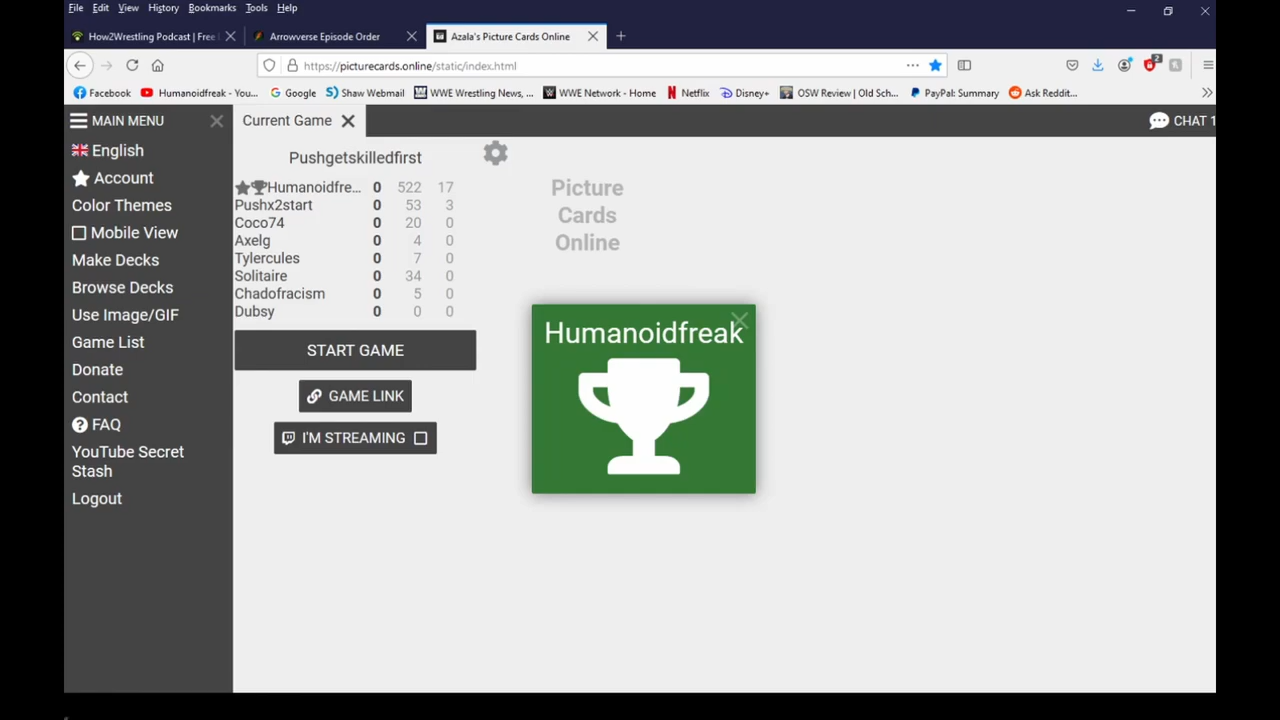 File Edit View History Bookmarks Tools Help
How2Wrestling Podcast | Free
Arrowverse Episode Order
Azala's Picture Cards Online
https://picturecards.online/static/index.html
2
Facebook
Humanoidfreak - You...
Google
Shaw Webmail
WWE Wrestling News, ...
WWE Network - Home
Netflix
Disney+
OSW Review | Old Sch...
PayPal: Summary
Ask Reddit...
MAIN MENU
Current Game
CHAT 1
English
Account
Color Themes
Mobile View
Make Decks
Browse Decks
Use Image/GIF
Game List
Donate
Contact
FAQ
YouTube Secret
Stash
Logout
Pushgetskilledfirst
Humanoidfre... 0 522 17
Pushx2start 0 53 3
Coco74 0 20 0
Axelg 0 4 0
Tylercules 0 7 0
Solitaire 0 34 0
Chadofracism 0 5 0
Dubsy 0 0 0
START GAME
GAME LINK
I'M STREAMING
Picture
Cards
Online
Humanoidfreak